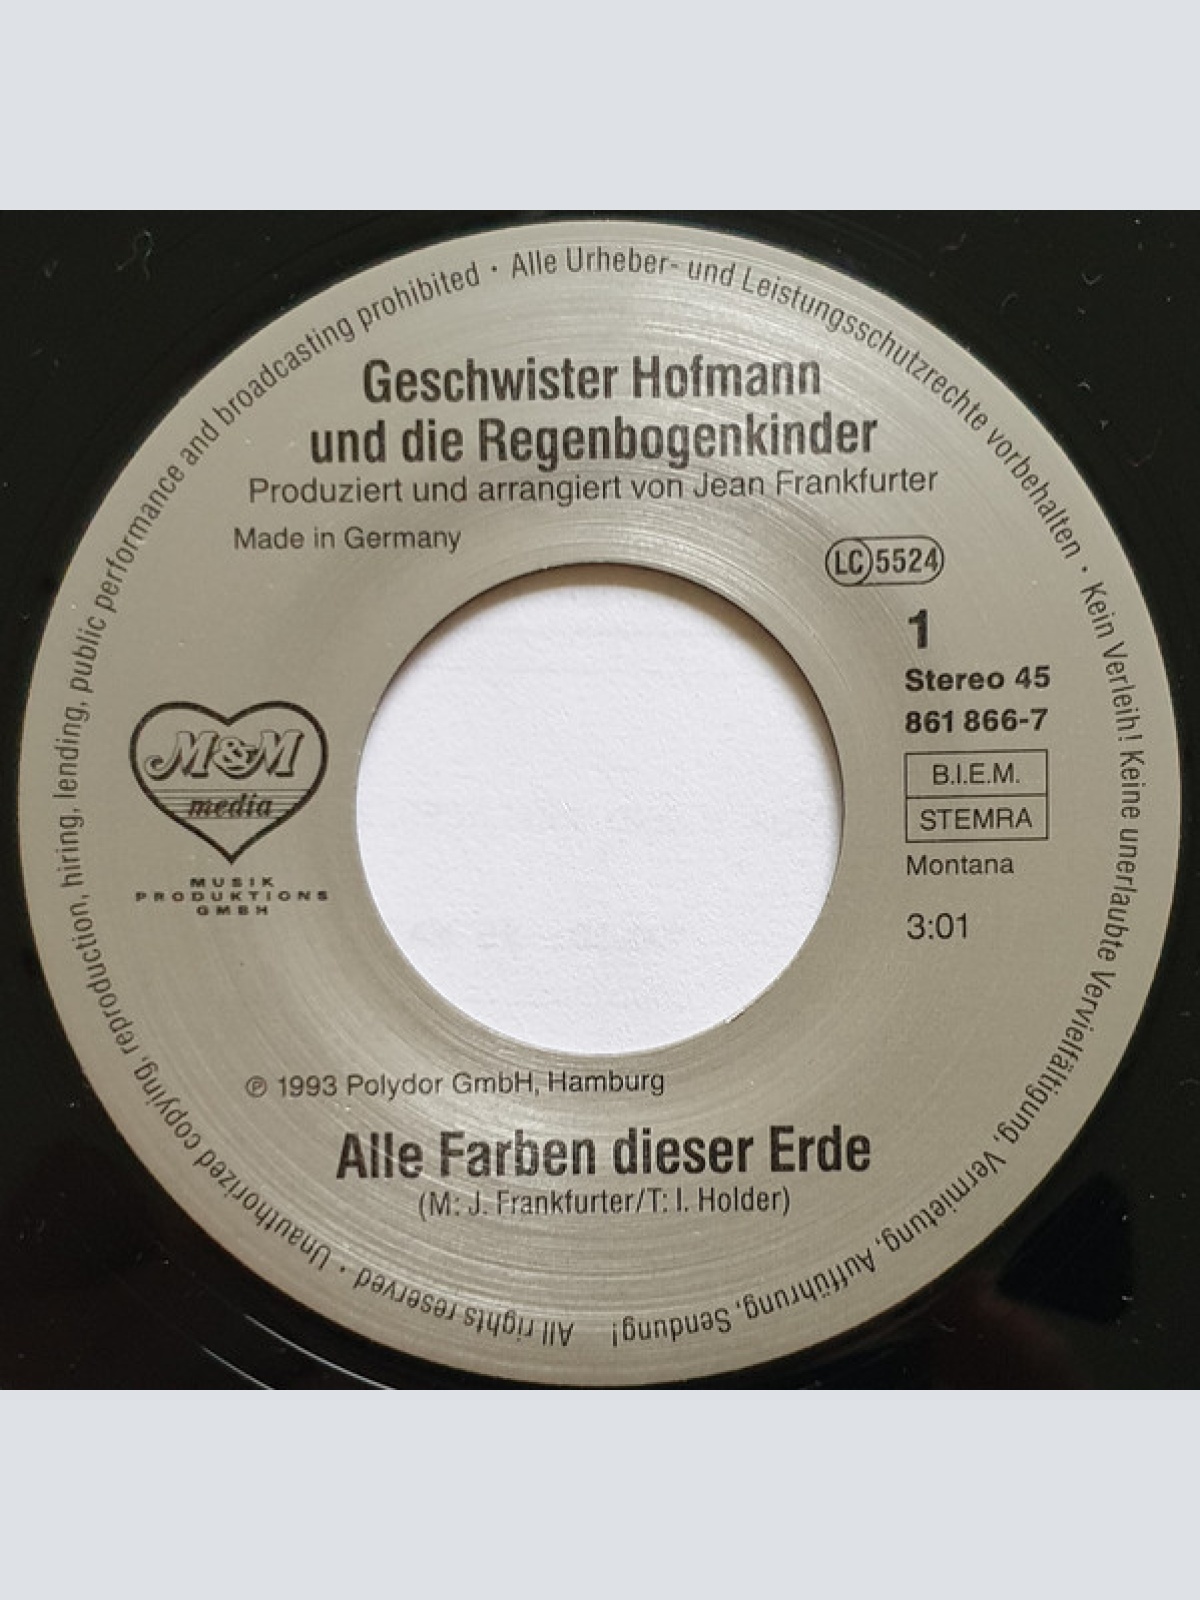 Alle Urheber- und Leistungsschutzrechte vorbehalten · Kein Verleih! Keine unerlaubte Vervielfältigung, Vermietung, Aufführung, Sendung!
All rights reserved · Unauthorized copying, reproduction, hiring, lending, public performance and broadcasting prohibited ·
Geschwister Hofmann
und die Regenbogenkinder
Produziert und arrangiert von Jean Frankfurter
Made in Germany
LC 5524
1
Stereo 45
861 866-7
B.I.E.M.
STEMRA
Montana
3:01
M&M
media
MUSIK
PRODUKTIONS
GMBH
℗ 1993 Polydor GmbH, Hamburg
Alle Farben dieser Erde
(M: J. Frankfurter/T: I. Holder)